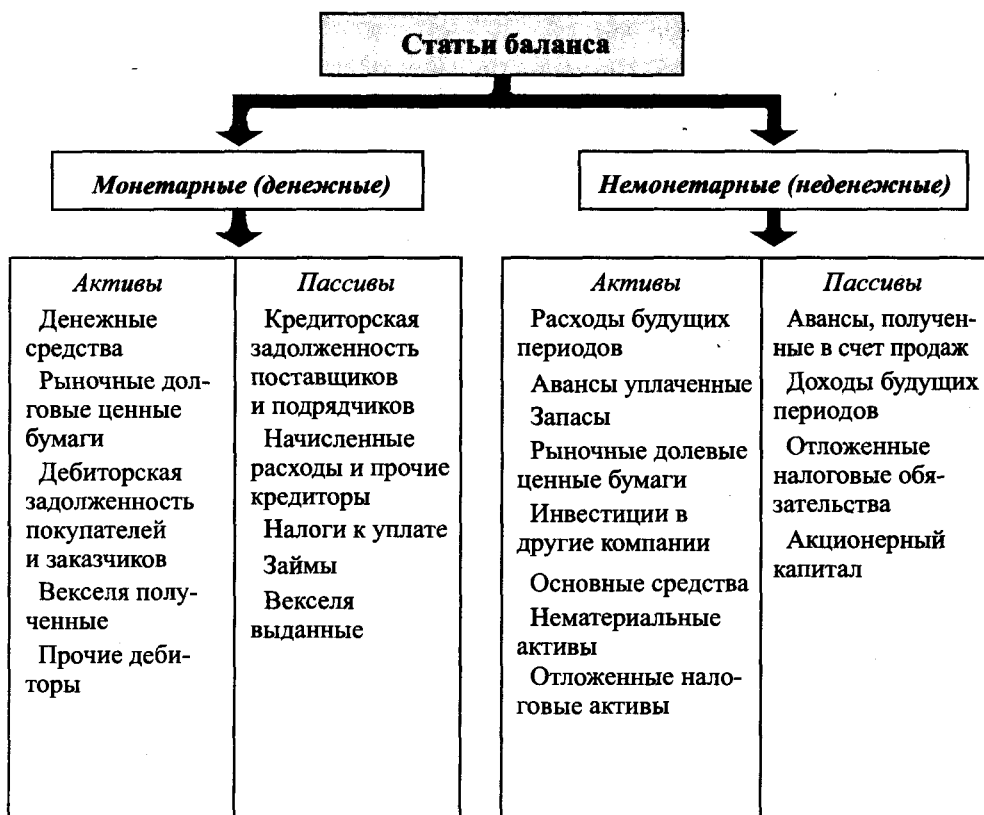 Статьи баланса
Монетарные (денежные)
Немонетарные (неденежные)
Активы
Денежные
средства
Рыночные дол-
говые ценные
бумаги
Дебиторская
задолженность
покупателей
и заказчиков
Векселя полу-
ченные
Прочие деби-
торы
Пассивы
Кредиторская
задолженность
поставщиков
и подрядчиков
Начисленные
расходы и прочие
кредиторы
Налоги к уплате
Займы
Векселя
выданные
Активы
Расходы будущих
периодов
Авансы уплаченные
Запасы
Рыночные долевые
ценные бумаги
Инвестиции в
другие компании
Основные средства
Нематериальные
активы
Отложенные нало-
говые активы
Пассивы
Авансы, получен-
ные в счет продаж
Доходы будущих
периодов
Отложенные
налоговые обя-
зательства
Акционерный
капитал